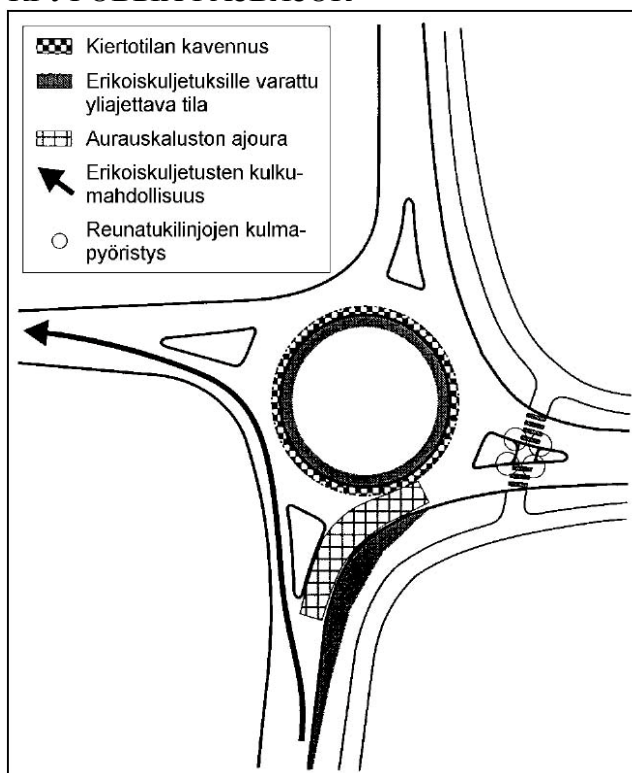 Kiertotilan kavennus
Erikoiskuljetuksille varattu
yliajettava tila
Aurauskaluston ajoura
Erikoiskuljetusten kulku-
mahdollisuus
Reunatukilinjojen kulma-
pyöristys